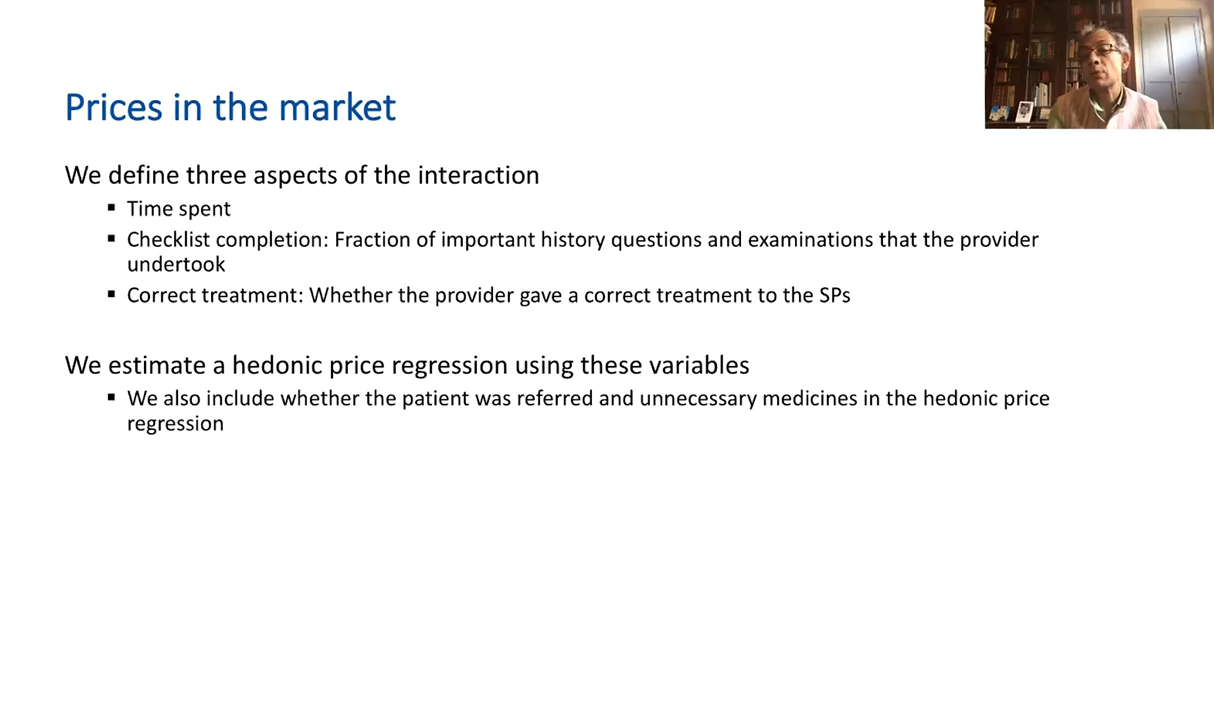 Prices in the market
We define three aspects of the interaction
▪ Time spent
▪ Checklist completion: Fraction of important history questions and examinations that the provider
undertook
▪ Correct treatment: Whether the provider gave a correct treatment to the SPs
We estimate a hedonic price regression using these variables
▪ We also include whether the patient was referred and unnecessary medicines in the hedonic price
regression